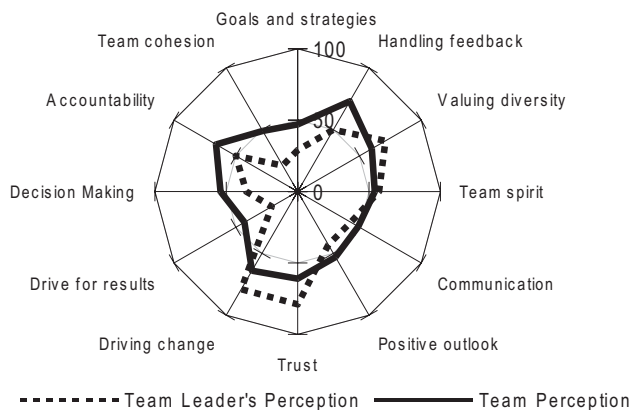 Goals and strategies
Team cohesion
100
Handling feedback
Accountability
50
Valuing diversity
Decision Making
0
Team spirit
Drive for results
Communication
Driving change
Positive outlook
Trust
Team Leader's Perception
Team Perception